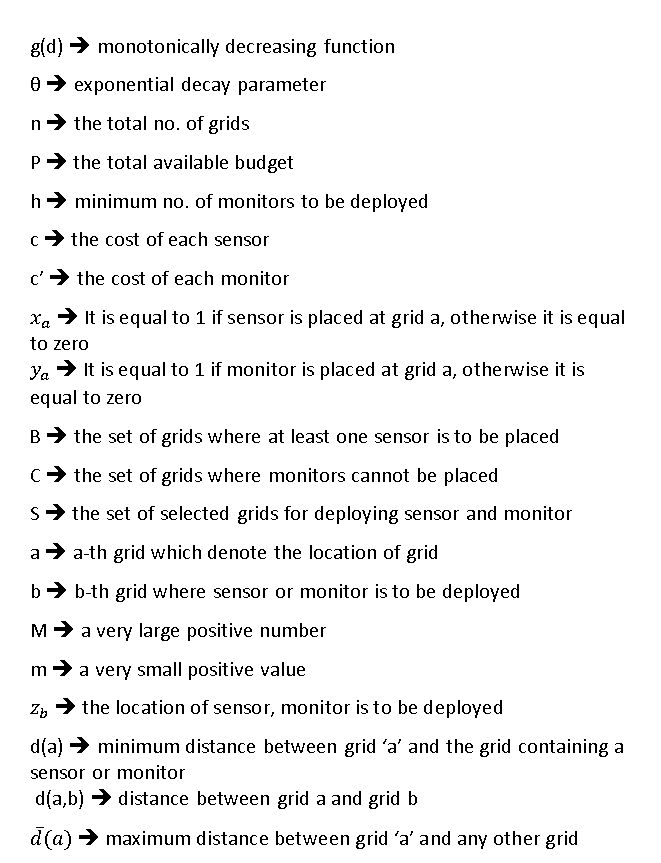 g(d) ➔ monotonically decreasing function
θ ➔ exponential decay parameter
n ➔ the total no. of grids
P ➔ the total available budget
h ➔ minimum no. of monitors to be deployed
c ➔ the cost of each sensor
c’ ➔ the cost of each monitor
𝑥ₐ ➔ It is equal to 1 if sensor is placed at grid a, otherwise it is equal
to zero
𝑦ₐ ➔ It is equal to 1 if monitor is placed at grid a, otherwise it is
equal to zero
B ➔ the set of grids where at least one sensor is to be placed
C ➔ the set of grids where monitors cannot be placed
S ➔ the set of selected grids for deploying sensor and monitor
a ➔ a-th grid which denote the location of grid
b ➔ b-th grid where sensor or monitor is to be deployed
M ➔ a very large positive number
m ➔ a very small positive value
𝑧_𝑏 ➔ the location of sensor, monitor is to be deployed
d(a) ➔ minimum distance between grid ‘a’ and the grid containing a
sensor or monitor
d(a,b) ➔ distance between grid a and grid b
d̄(𝑎) ➔ maximum distance between grid ‘a’ and any other grid